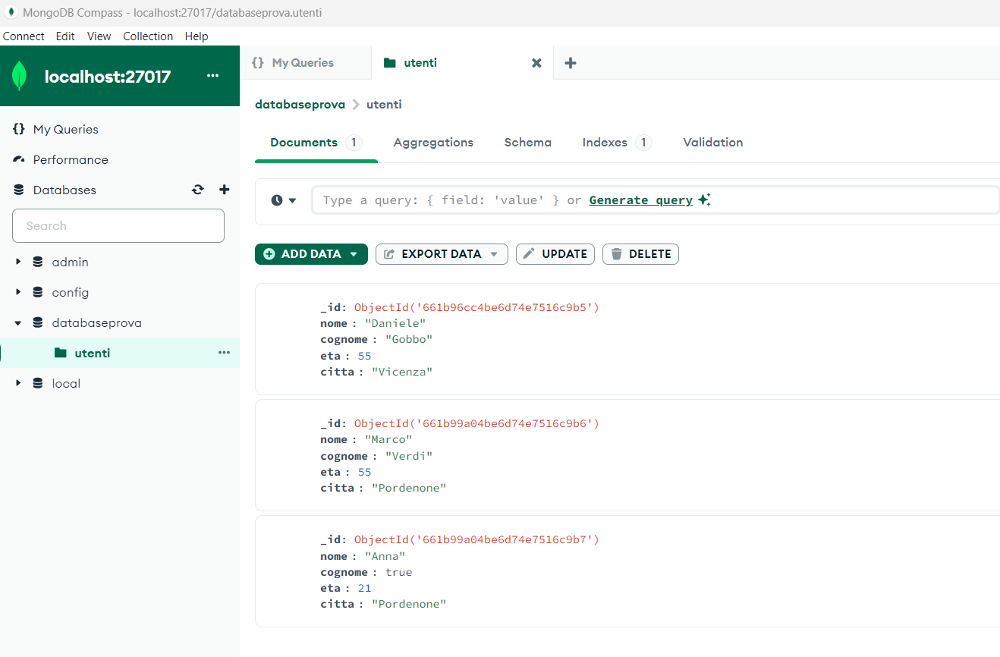 MongoDB Compass - localhost:27017/databaseprova.utenti
Connect Edit View Collection Help
localhost:27017 ...
{} My Queries
utenti
databaseprova > utenti
{} My Queries
Performance
Databases
Search
admin
config
databaseprova
utenti ...
local
Documents 1 Aggregations Schema Indexes 1 Validation
Type a query: { field: 'value' } or Generate query
ADD DATA EXPORT DATA UPDATE DELETE
_id: ObjectId('661b96cc4be6d74e7516c9b5')
nome : "Daniele"
cognome : "Gobbo"
eta : 55
citta : "Vicenza"
_id: ObjectId('661b99a04be6d74e7516c9b6')
nome : "Marco"
cognome : "Verdi"
eta : 55
citta : "Pordenone"
_id: ObjectId('661b99a04be6d74e7516c9b7')
nome : "Anna"
cognome : true
eta : 21
citta : "Pordenone"